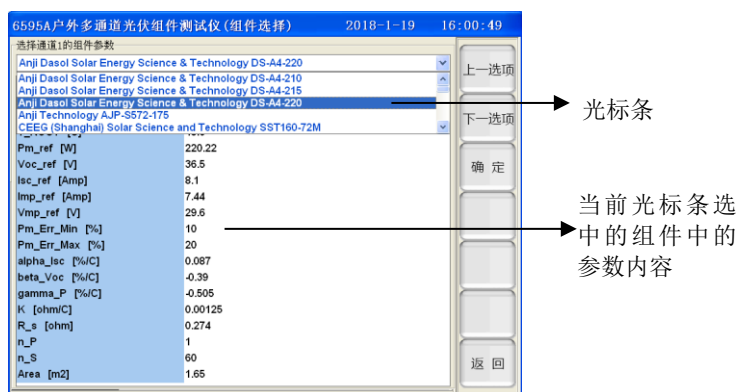 6595A户外多通道光伏组件测试仪(组件选择) 2018-1-19 16:00:49
选择通道1的组件参数
Anji Dasol Solar Energy Science & Technology DS-A4-220
Anji Dasol Solar Energy Science & Technology DS-A4-210
Anji Dasol Solar Energy Science & Technology DS-A4-215
Anji Dasol Solar Energy Science & Technology DS-A4-220
Anji Technology AJP-S572-175
CEEG (Shanghai) Solar Science and Technology SST160-72M
Pm_ref [W] 220.22
Voc_ref [V] 36.5
Isc_ref [Amp] 8.1
Imp_ref [Amp] 7.44
Vmp_ref [V] 29.6
Pm_Err_Min [%] 10
Pm_Err_Max [%] 20
alpha_Isc [%/C] 0.087
beta_Voc [%/C] -0.39
gamma_P [%/C] -0.505
K [ohm/C] 0.00125
R_s [ohm] 0.274
n_P 1
n_S 60
Area [m2] 1.65
上一选项
下一选项
确 定
返 回
光标条
当前光标条选
中的组件中的
参数内容